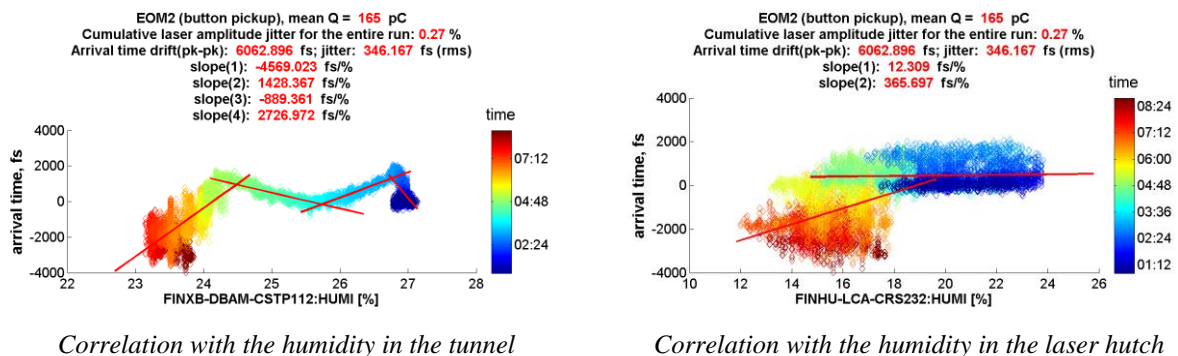 EOM2 (button pickup), mean Q = 165 pC
Cumulative laser amplitude jitter for the entire run: 0.27 %
Arrival time drift(pk-pk): 6062.896 fs; jitter: 346.167 fs (rms)
slope(1): -4569.023 fs/%
slope(2): 1428.367 fs/%
slope(3): -889.361 fs/%
slope(4): 2726.972 fs/%
time
4000
2000
0
-2000
-4000
arrival time, fs
07:12
04:48
02:24
22 23 24 25 26 27 28
FINXB-DBAM-CSTP112:HUMI [%]
Correlation with the humidity in the tunnel
EOM2 (button pickup), mean Q = 165 pC
Cumulative laser amplitude jitter for the entire run: 0.27 %
Arrival time drift(pk-pk): 6062.896 fs; jitter: 346.167 fs (rms)
slope(1): 12.309 fs/%
slope(2): 365.697 fs/%
time
4000
2000
0
-2000
-4000
arrival time, fs
08:24
07:12
06:00
04:48
03:36
02:24
01:12
10 12 14 16 18 20 22 24 26
FINHU-LCA-CRS232:HUMI [%]
Correlation with the humidity in the laser hutch